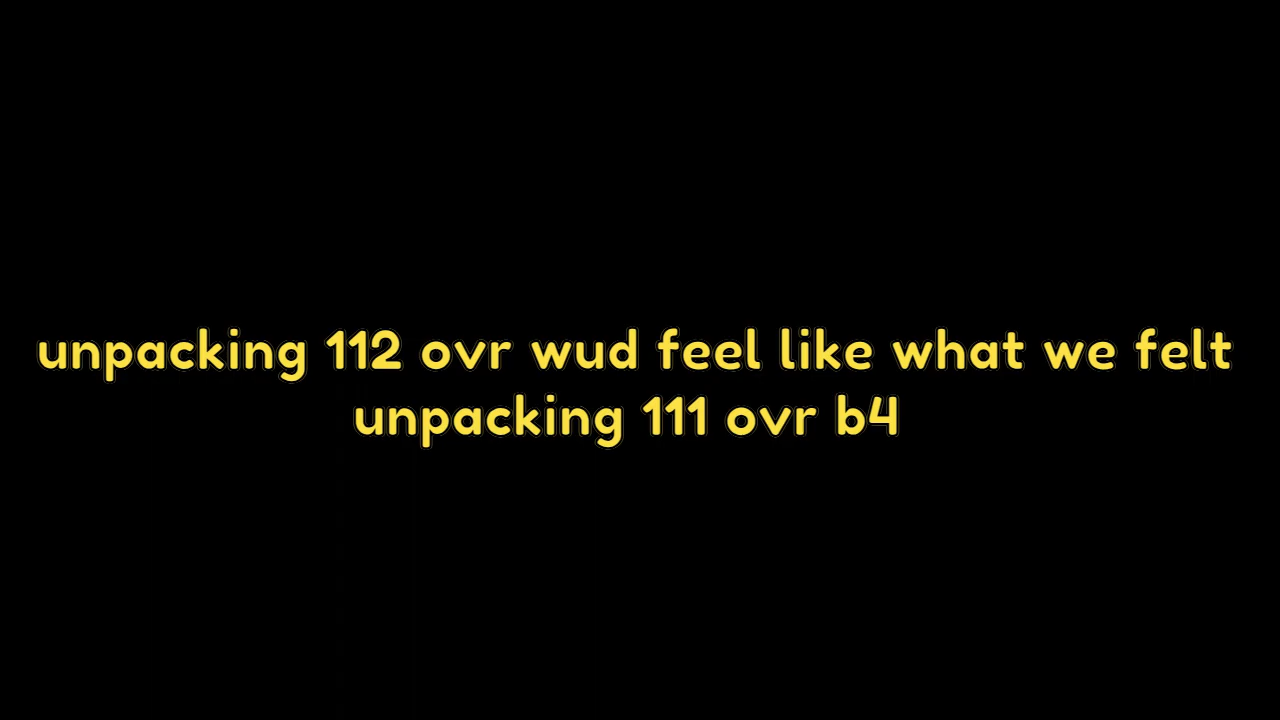 unpacking 112 ovr wud feel like what we felt
unpacking 111 ovr b4